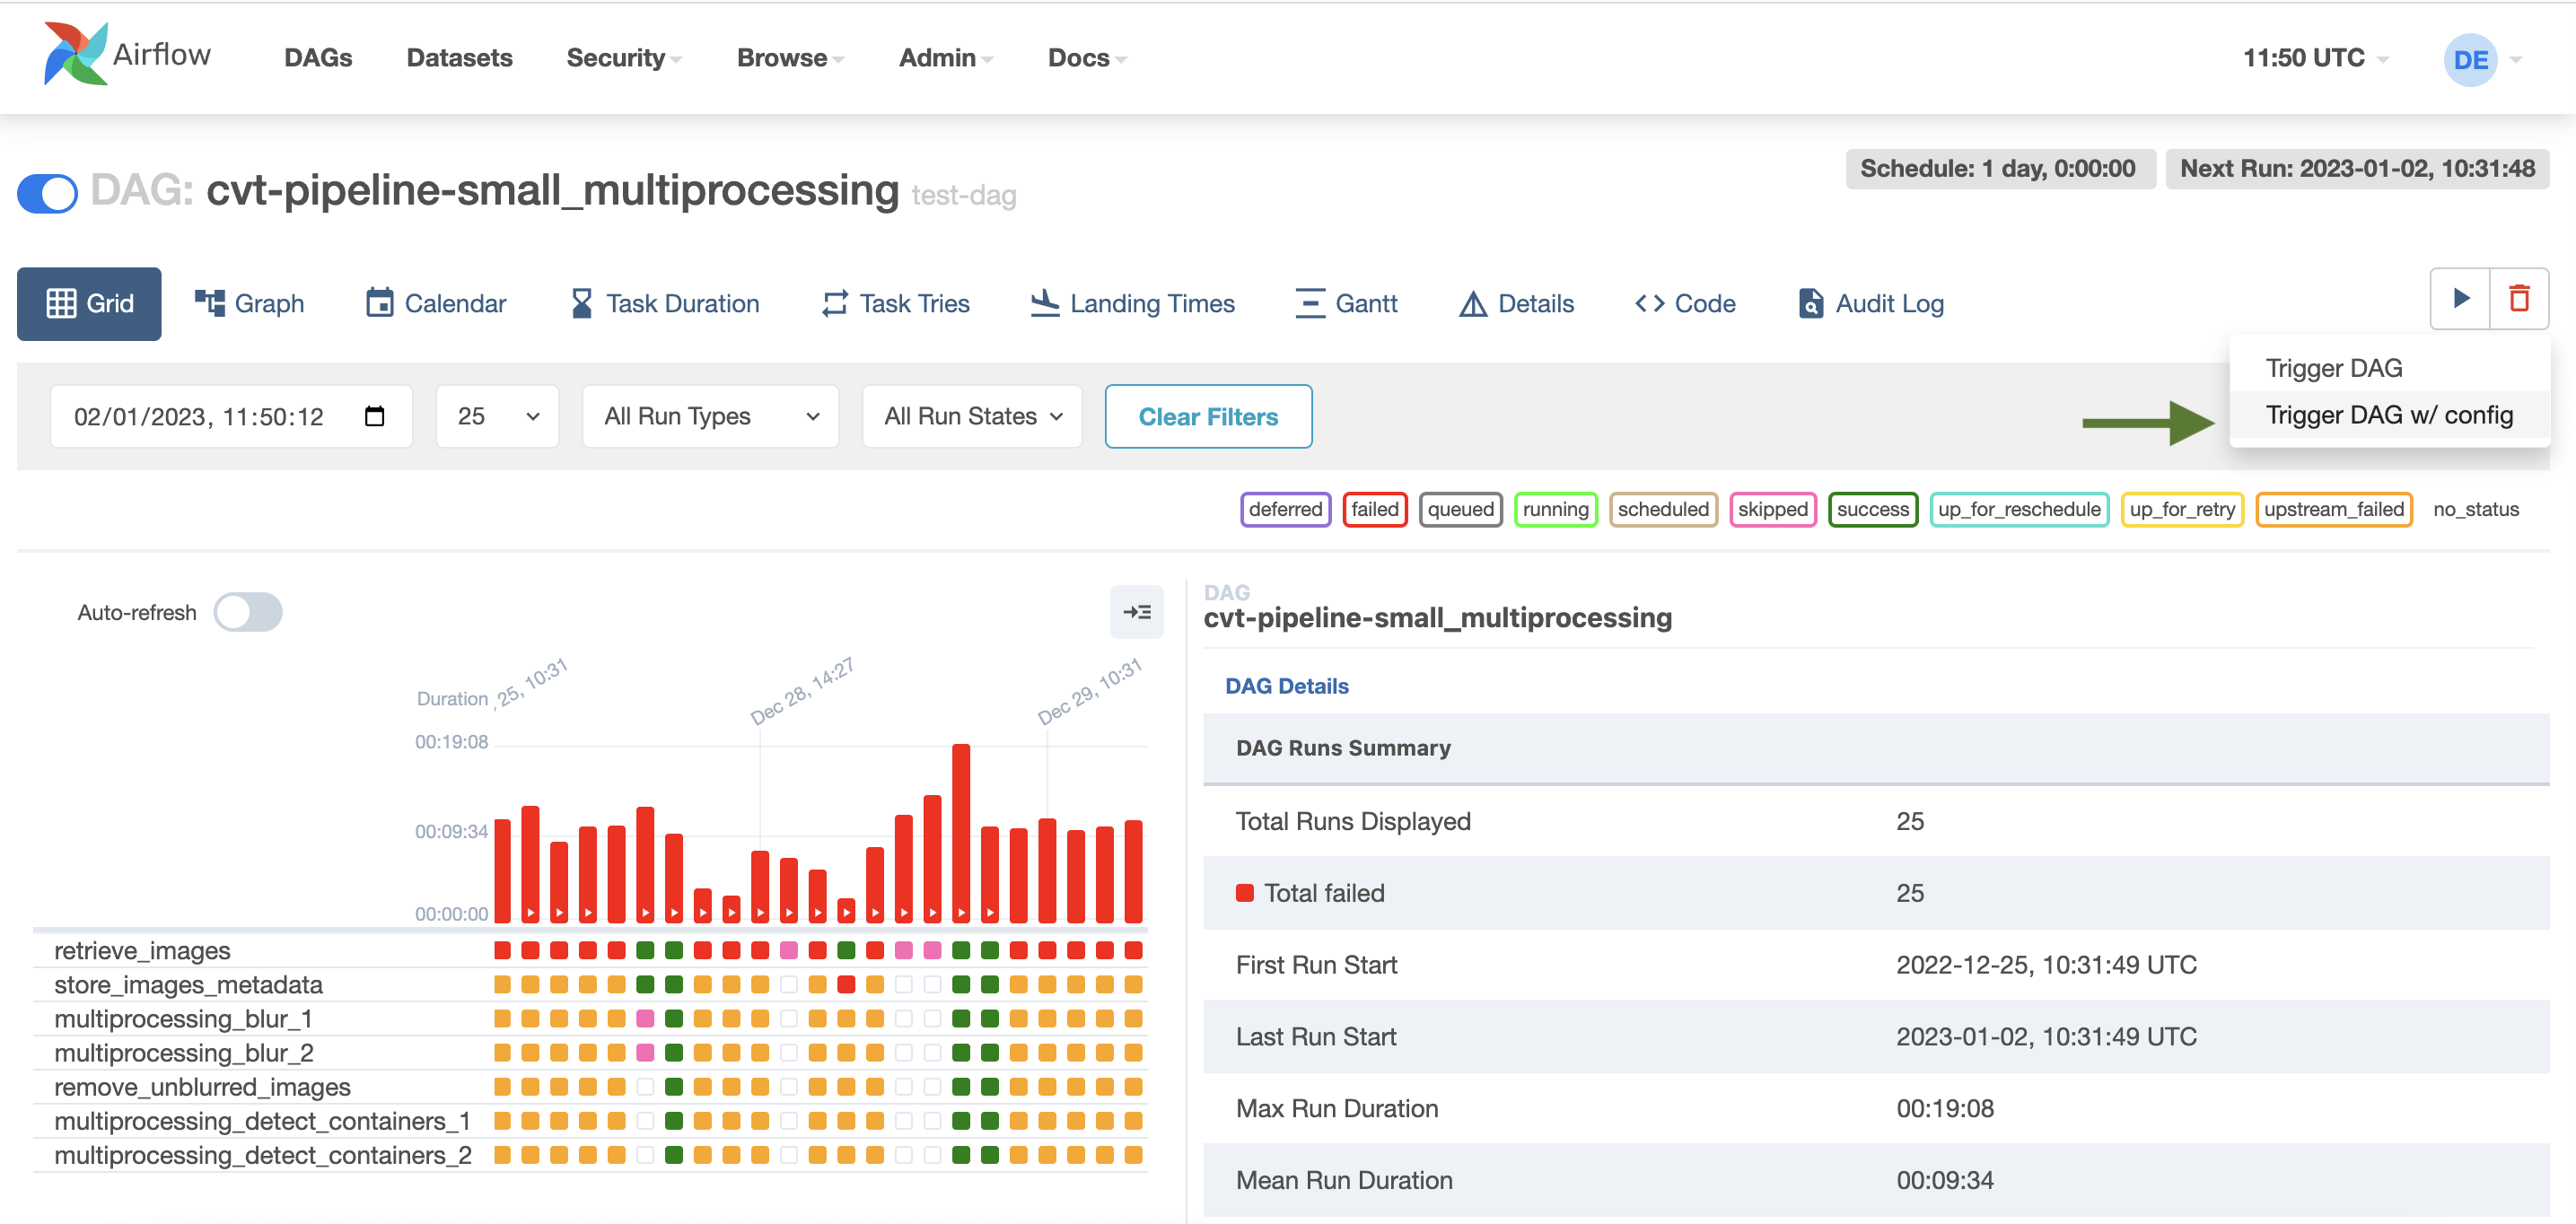 Airflow DAGs Datasets Security Browse Admin Docs 11:50 UTC DE
Schedule: 1 day, 0:00:00 Next Run: 2023-01-02, 10:31:48
DAG: cvt-pipeline-small_multiprocessing test-dag
Grid Graph Calendar Task Duration Task Tries Landing Times Gantt Details Code Audit Log
Trigger DAG
Trigger DAG w/ config
02/01/2023, 11:50:12 25 All Run Types All Run States Clear Filters
deferred failed queued running scheduled skipped success up_for_reschedule up_for_retry upstream_failed no_status
Auto-refresh
Duration
, 25, 10:31
Dec 28, 14:27
Dec 29, 10:31
00:19:08
00:09:34
00:00:00
retrieve_images
store_images_metadata
multiprocessing_blur_1
multiprocessing_blur_2
remove_unblurred_images
multiprocessing_detect_containers_1
multiprocessing_detect_containers_2
DAG
cvt-pipeline-small_multiprocessing
DAG Details
DAG Runs Summary
Total Runs Displayed 25
Total failed 25
First Run Start 2022-12-25, 10:31:49 UTC
Last Run Start 2023-01-02, 10:31:49 UTC
Max Run Duration 00:19:08
Mean Run Duration 00:09:34